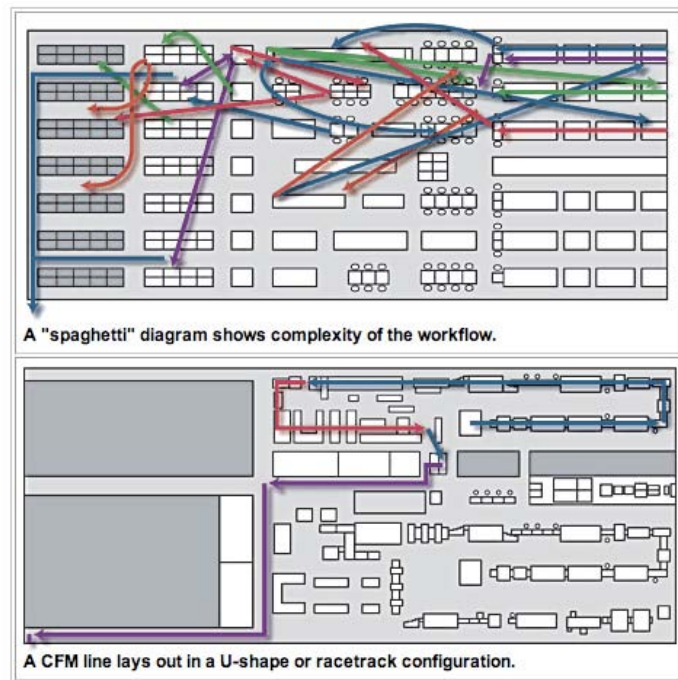 A "spaghetti" diagram shows complexity of the workflow.
A CFM line lays out in a U-shape or racetrack configuration.